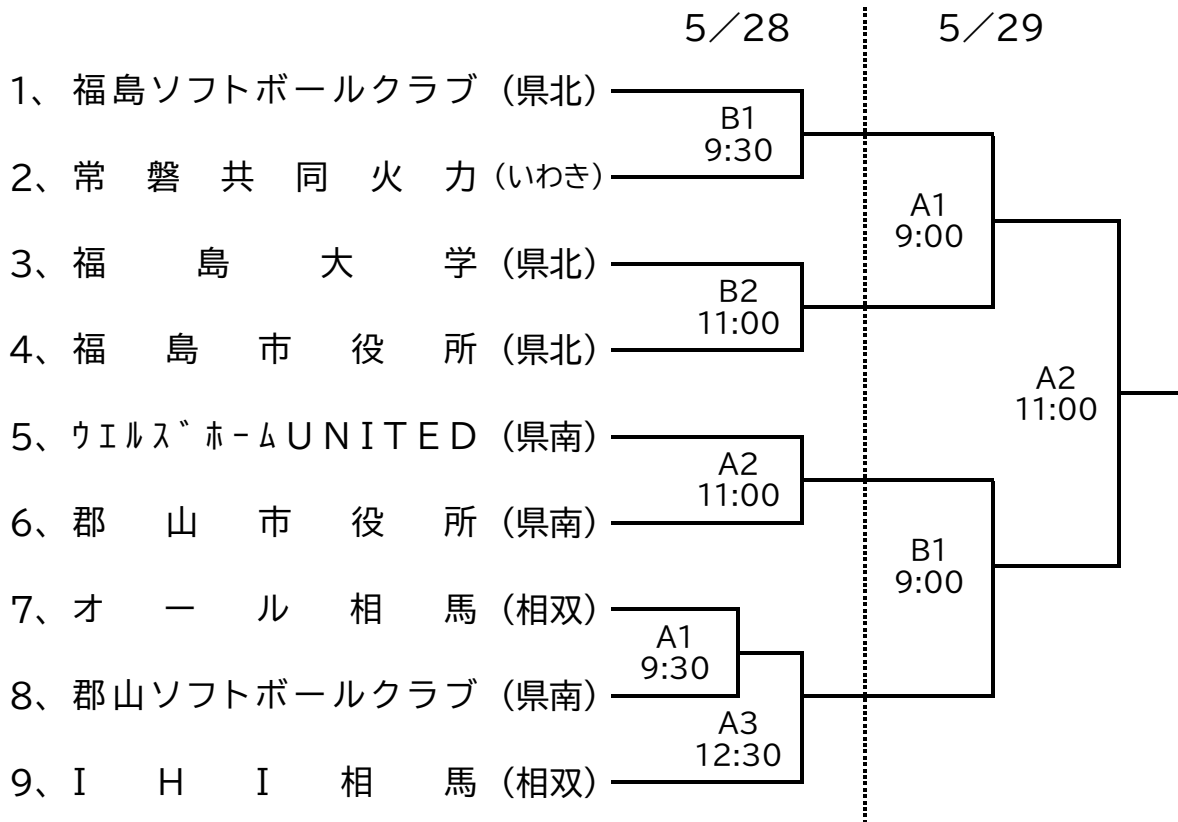 5／28 5／29
1、福島ソフトボールクラブ（県北）
B1
9:30
2、常磐共同火力（いわき）
A1
9:00
3、福島大学（県北）
B2
11:00
4、福島市役所（県北）
A2
11:00
5、ｳｴﾙｽﾞﾎｰﾑＵＮＩＴＥＤ（県南）
A2
11:00
6、郡山市役所（県南）
B1
9:00
7、オール相馬（相双）
A1
9:30
8、郡山ソフトボールクラブ（県南）
A3
12:30
9、ＩＨＩ相馬（相双）